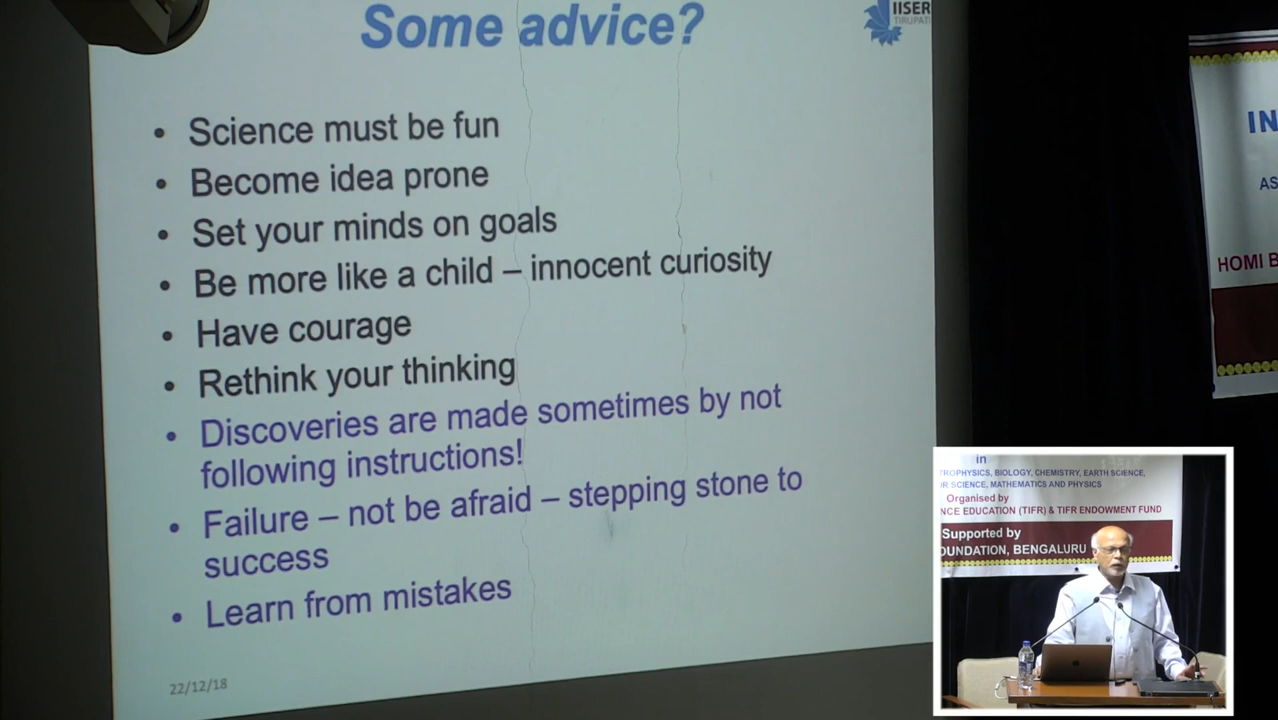 Some advice?
IISER
TIRUPATI
• Science must be fun
• Become idea prone
• Set your minds on goals
• Be more like a child – innocent curiosity
• Have courage
• Rethink your thinking
• Discoveries are made sometimes by not
following instructions!
• Failure – not be afraid – stepping stone to
success
• Learn from mistakes
22/12/18
IN
AS
HOMI B
in
TROPHYSICS, BIOLOGY, CHEMISTRY, EARTH SCIENCE,
R SCIENCE, MATHEMATICS AND PHYSICS
Organised by
NCE EDUCATION (TIFR) & TIFR ENDOWMENT FUND
Supported by
OUNDATION, BENGALURU